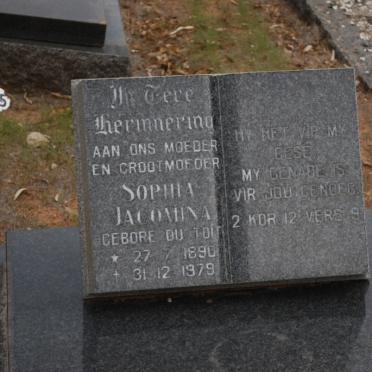 In Tere
Herinnering
AAN ONS MOEDER
EN GROOTMOEDER
SOPHIA
JACOMINA
GEBORE DU TOIT
★ 27 7 1890
+ 31 12 1979
HY HET VIR MY
GESÊ
MY GENADE IS
VIR JOU GENOEG
2 KOR 12 VERS 9